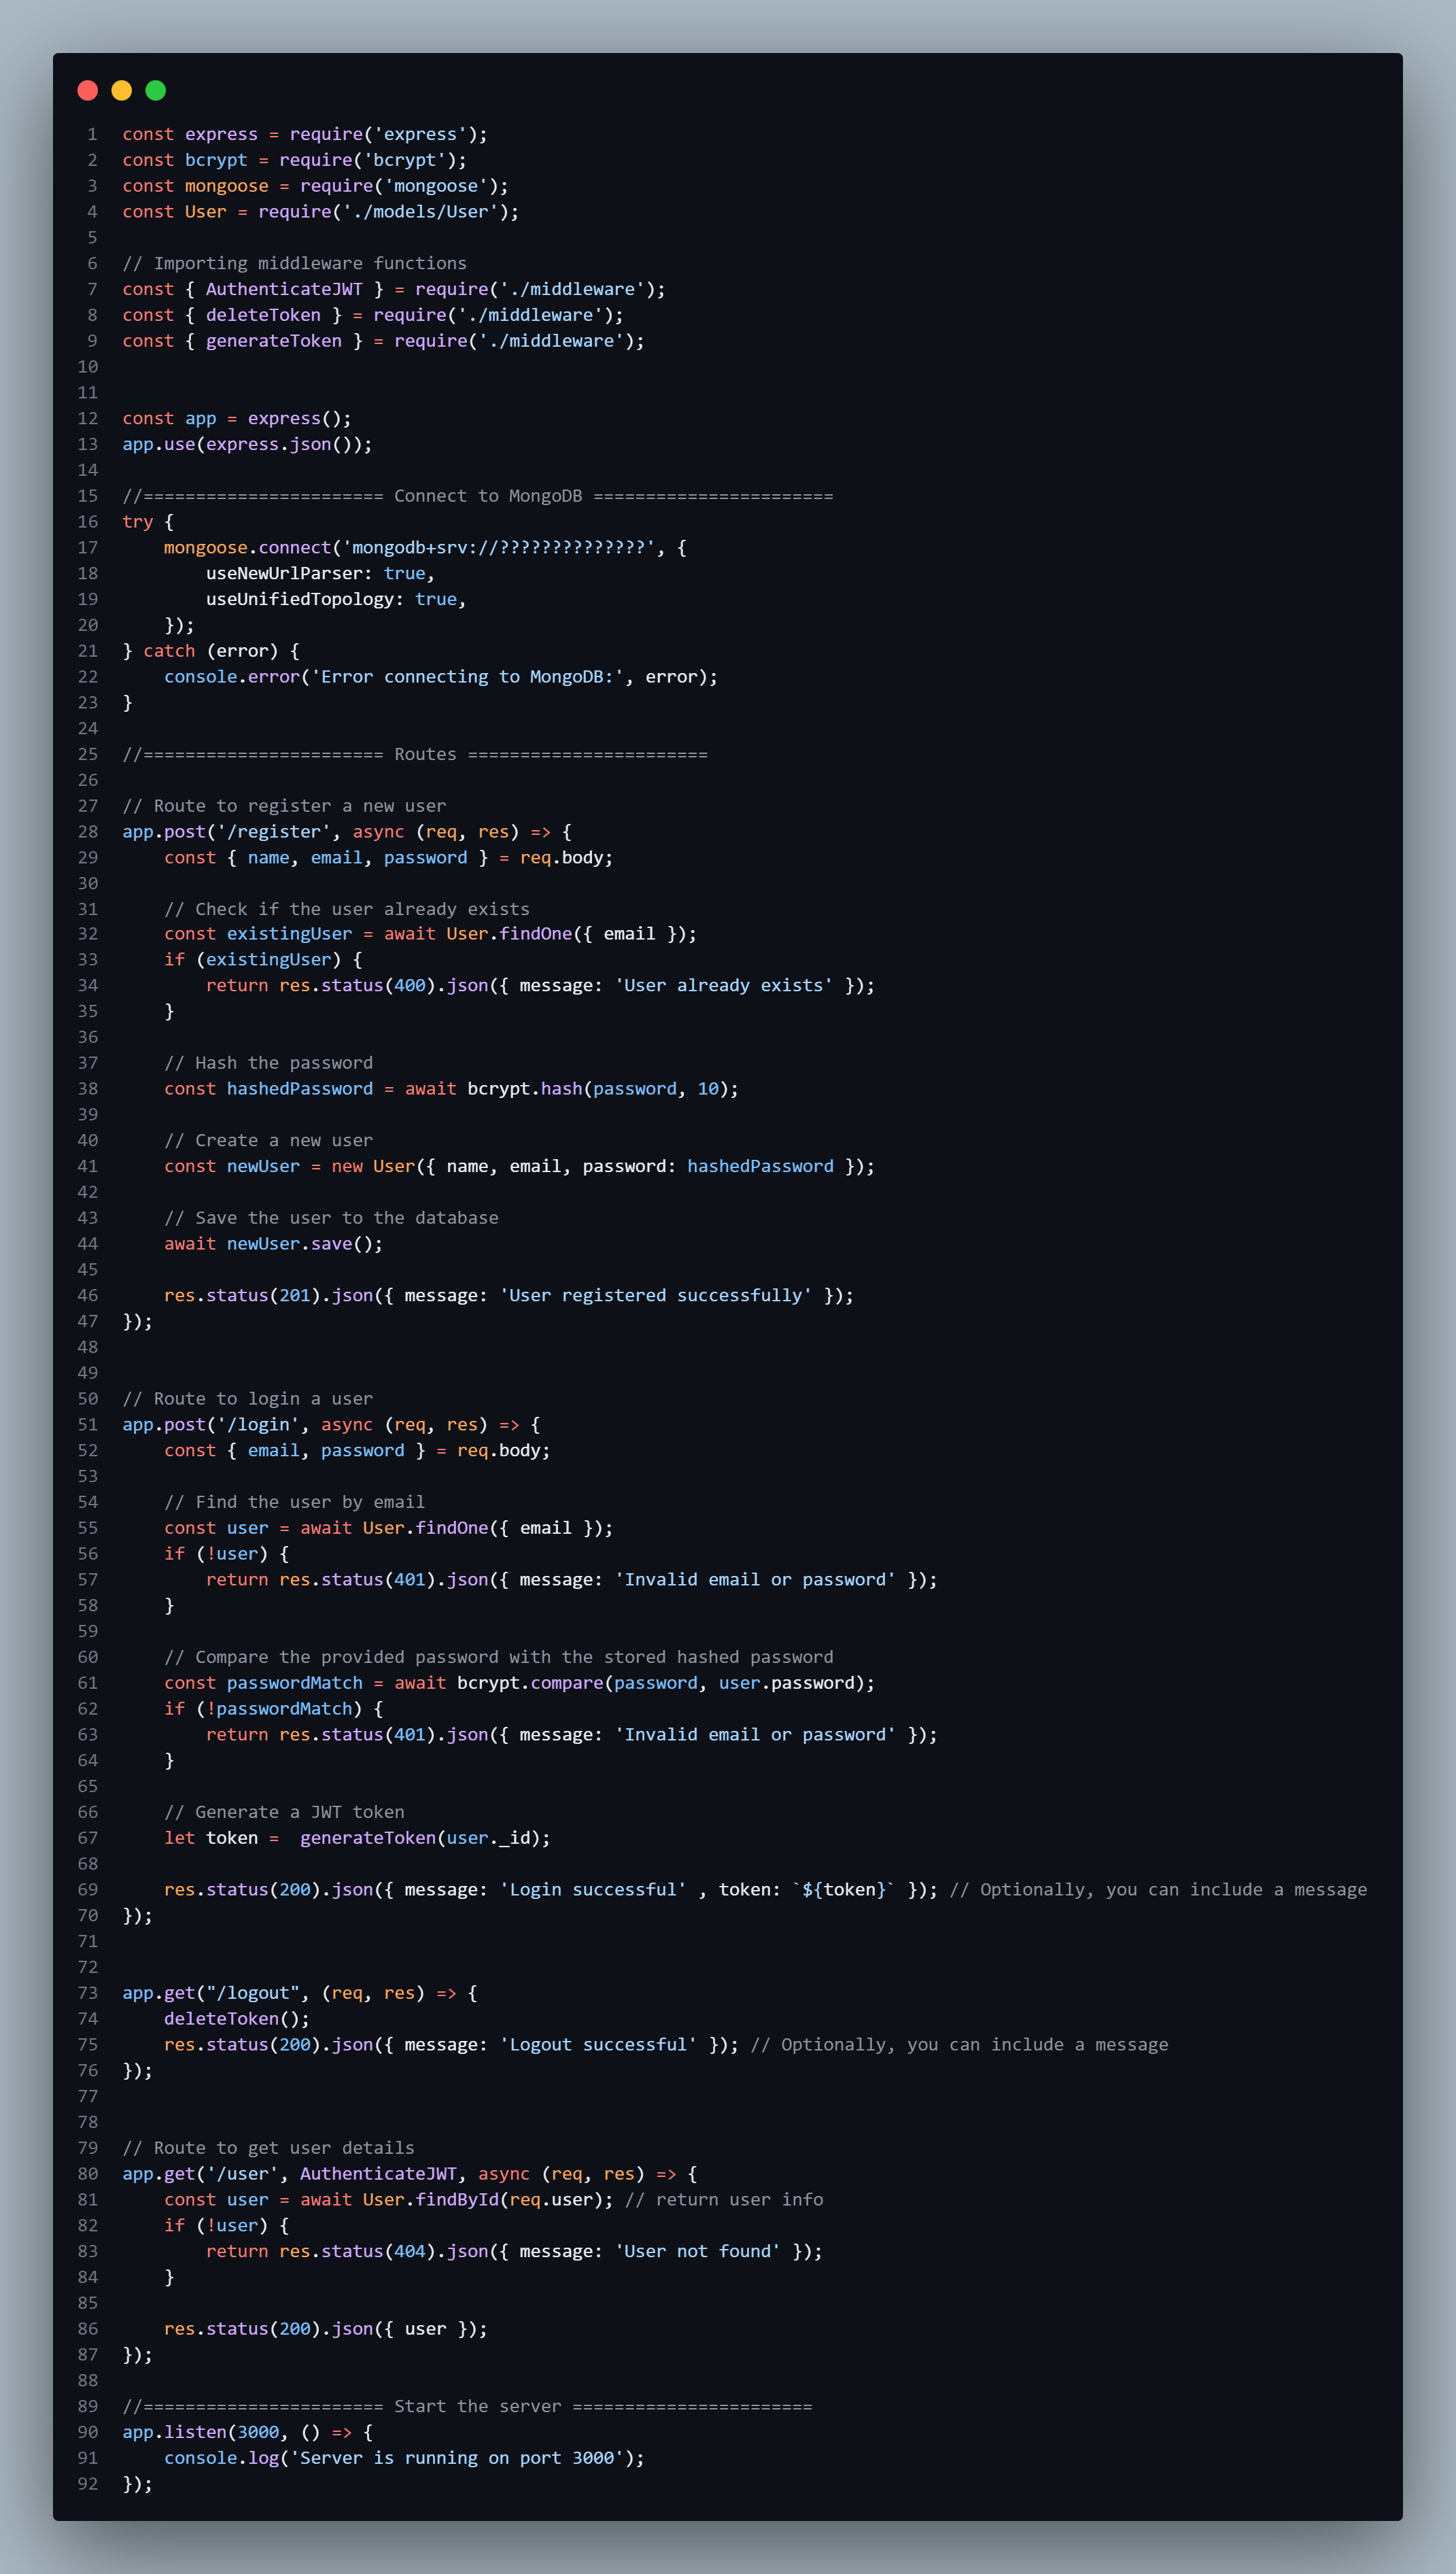 1 const express = require('express');
2 const bcrypt = require('bcrypt');
3 const mongoose = require('mongoose');
4 const User = require('./models/User');
5
6 // Importing middleware functions
7 const { AuthenticateJWT } = require('./middleware');
8 const { deleteToken } = require('./middleware');
9 const { generateToken } = require('./middleware');
10
11
12 const app = express();
13 app.use(express.json());
14
15 //======================= Connect to MongoDB =======================
16 try {
17     mongoose.connect('mongodb+srv://??????????????', {
18         useNewUrlParser: true,
19         useUnifiedTopology: true,
20     });
21 } catch (error) {
22     console.error('Error connecting to MongoDB:', error);
23 }
24
25 //======================= Routes =======================
26
27 // Route to register a new user
28 app.post('/register', async (req, res) => {
29     const { name, email, password } = req.body;
30
31     // Check if the user already exists
32     const existingUser = await User.findOne({ email });
33     if (existingUser) {
34         return res.status(400).json({ message: 'User already exists' });
35     }
36
37     // Hash the password
38     const hashedPassword = await bcrypt.hash(password, 10);
39
40     // Create a new user
41     const newUser = new User({ name, email, password: hashedPassword });
42
43     // Save the user to the database
44     await newUser.save();
45
46     res.status(201).json({ message: 'User registered successfully' });
47 });
48
49
50 // Route to login a user
51 app.post('/login', async (req, res) => {
52     const { email, password } = req.body;
53
54     // Find the user by email
55     const user = await User.findOne({ email });
56     if (!user) {
57         return res.status(401).json({ message: 'Invalid email or password' });
58     }
59
60     // Compare the provided password with the stored hashed password
61     const passwordMatch = await bcrypt.compare(password, user.password);
62     if (!passwordMatch) {
63         return res.status(401).json({ message: 'Invalid email or password' });
64     }
65
66     // Generate a JWT token
67     let token =  generateToken(user._id);
68
69     res.status(200).json({ message: 'Login successful' , token: `${token}` }); // Optionally, you can include a message
70 });
71
72
73 app.get("/logout", (req, res) => {
74     deleteToken();
75     res.status(200).json({ message: 'Logout successful' }); // Optionally, you can include a message
76 });
77
78
79 // Route to get user details
80 app.get('/user', AuthenticateJWT, async (req, res) => {
81     const user = await User.findById(req.user); // return user info
82     if (!user) {
83         return res.status(404).json({ message: 'User not found' });
84     }
85
86     res.status(200).json({ user });
87 });
88
89 //======================= Start the server =======================
90 app.listen(3000, () => {
91     console.log('Server is running on port 3000');
92 });